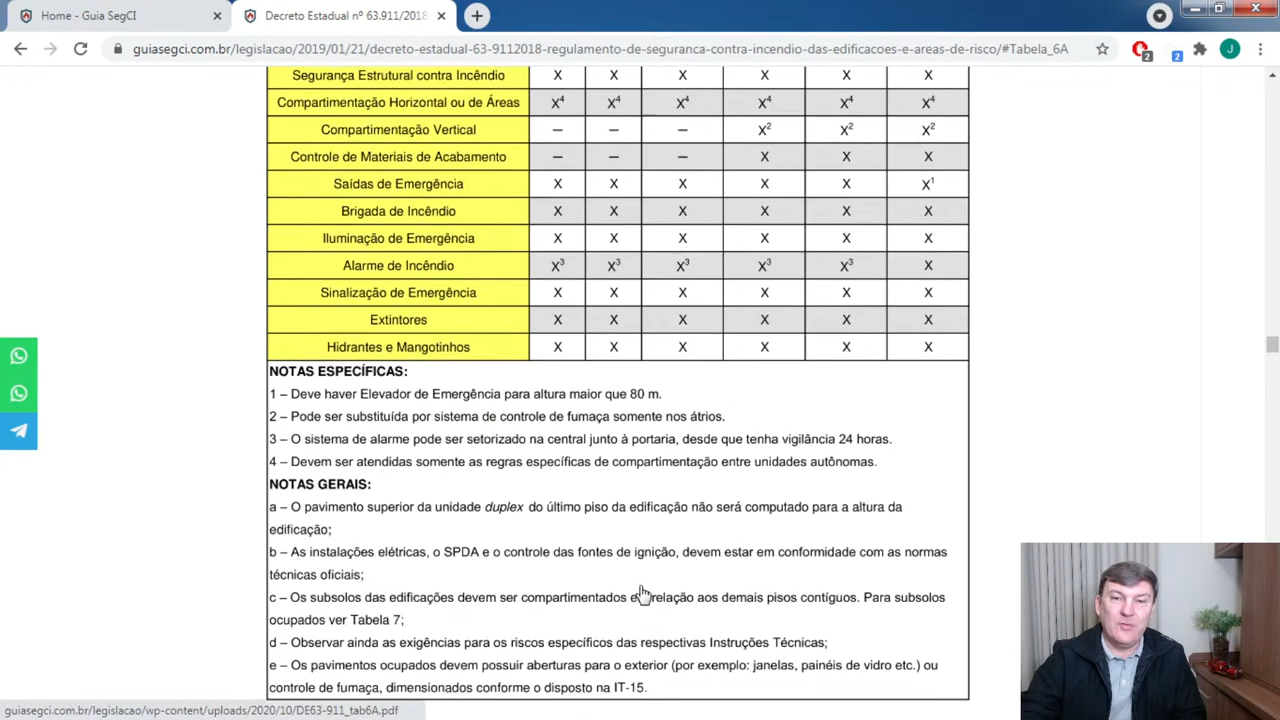 Home - Guia SegCI
Decreto Estadual nº 63.911/2018
guiasegci.com.br/legislacao/2019/01/21/decreto-estadual-63-9112018-regulamento-de-seguranca-contra-incendio-das-edificacoes-e-areas-de-risco/#Tabela_6A
2
2
J
Segurança Estrutural contra Incêndio X X X X X X
Compartimentação Horizontal ou de Áreas X4 X4 X4 X4 X4 X4
Compartimentação Vertical – – – X2 X2 X2
Controle de Materiais de Acabamento – – – X X X
Saídas de Emergência X X X X X X1
Brigada de Incêndio X X X X X X
Iluminação de Emergência X X X X X X
Alarme de Incêndio X3 X3 X3 X3 X3 X
Sinalização de Emergência X X X X X X
Extintores X X X X X X
Hidrantes e Mangotinhos X X X X X X
NOTAS ESPECÍFICAS:
1 – Deve haver Elevador de Emergência para altura maior que 80 m.
2 – Pode ser substituída por sistema de controle de fumaça somente nos átrios.
3 – O sistema de alarme pode ser setorizado na central junto à portaria, desde que tenha vigilância 24 horas.
4 – Devem ser atendidas somente as regras específicas de compartimentação entre unidades autônomas.
NOTAS GERAIS:
a – O pavimento superior da unidade duplex do último piso da edificação não será computado para a altura da
edificação;
b – As instalações elétricas, o SPDA e o controle das fontes de ignição, devem estar em conformidade com as normas
técnicas oficiais;
c – Os subsolos das edificações devem ser compartimentados em relação aos demais pisos contíguos. Para subsolos
ocupados ver Tabela 7;
d – Observar ainda as exigências para os riscos específicos das respectivas Instruções Técnicas;
e – Os pavimentos ocupados devem possuir aberturas para o exterior (por exemplo: janelas, painéis de vidro etc.) ou
controle de fumaça, dimensionados conforme o disposto na IT-15.
guiasegci.com.br/legislacao/wp-content/uploads/2020/10/DE63-911_tab6A.pdf